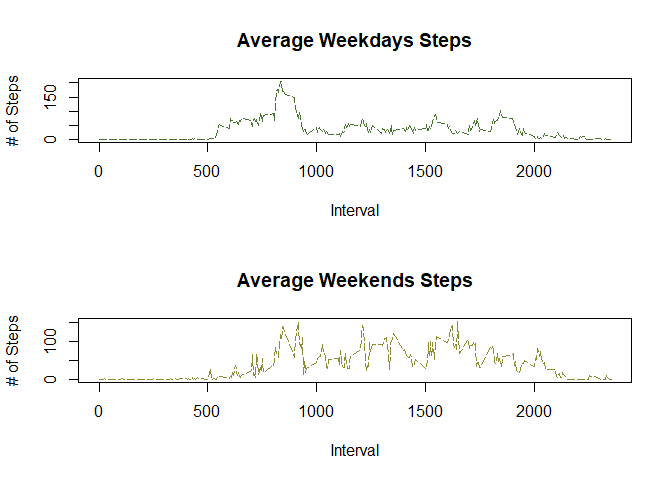 Average Weekdays Steps
# of Steps
150
0
0 500 1000 1500 2000
Interval
Average Weekends Steps
# of Steps
100
0
0 500 1000 1500 2000
Interval